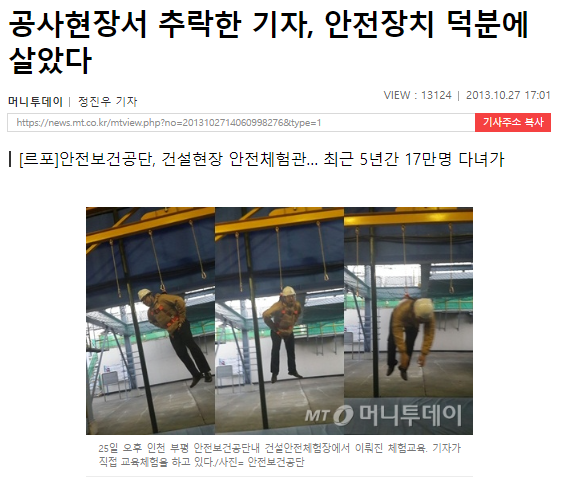 공사현장서 추락한 기자, 안전장치 덕분에
살았다
머니투데이 | 정진우 기자
VIEW : 13124 | 2013.10.27 17:01
https://news.mt.co.kr/mtview.php?no=2013102714060998276&type=1
기사주소 복사
[르포]안전보건공단, 건설현장 안전체험관... 최근 5년간 17만명 다녀가
MT 머니투데이
25일 오후 인천 부평 안전보건공단내 건설안전체험장에서 이뤄진 체험교육. 기자가
직접 교육체험을 하고 있다./사진= 안전보건공단